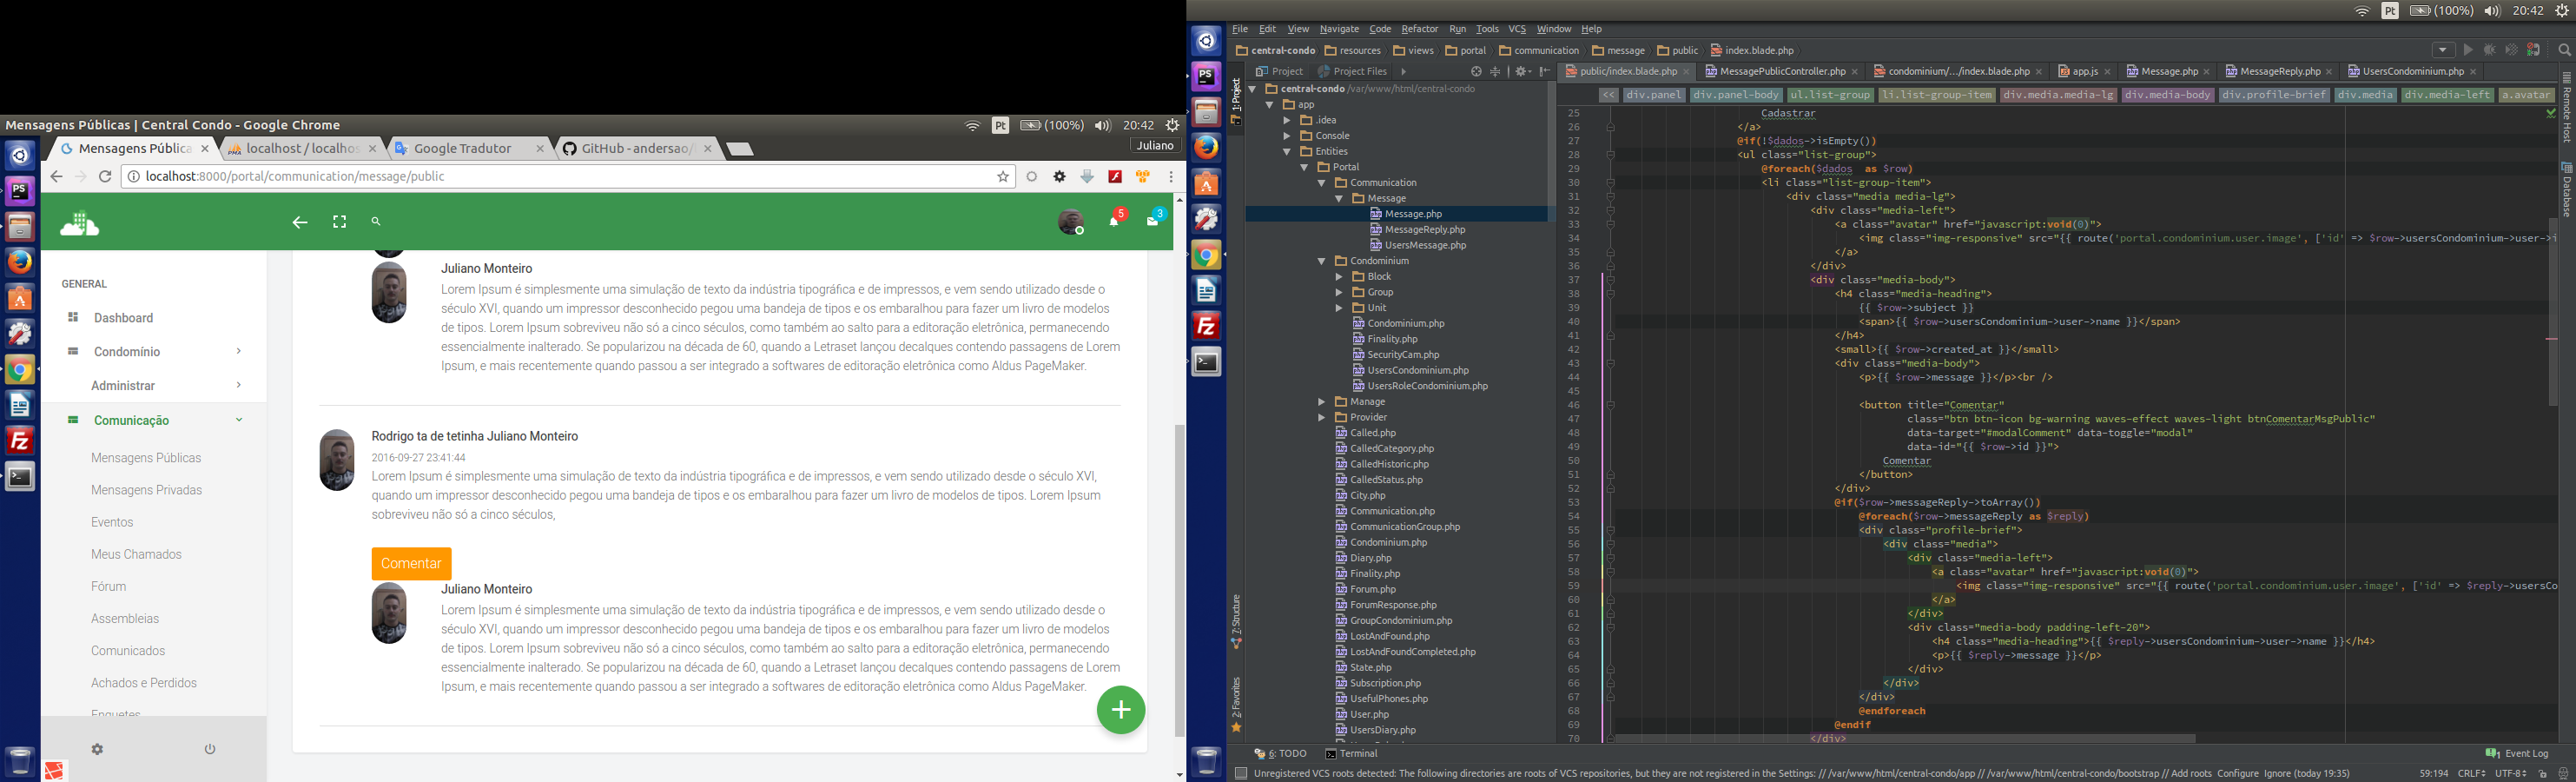 Mensagens Públicas | Central Condo - Google Chrome
Pt (100%) 20:42
Mensagens Pública
localhost / localhos
Google Tradutor
GitHub - andersao/
Juliano
localhost:8000/portal/communication/message/public
5
3
GENERAL
Dashboard
Condomínio
Administrar
Comunicação
Mensagens Públicas
Mensagens Privadas
Eventos
Meus Chamados
Fórum
Assembleias
Comunicados
Achados e Perdidos
Enquetes
Juliano Monteiro
Lorem Ipsum é simplesmente uma simulação de texto da indústria tipográfica e de impressos, e vem sendo utilizado desde o
século XVI, quando um impressor desconhecido pegou uma bandeja de tipos e os embaralhou para fazer um livro de modelos
de tipos. Lorem Ipsum sobreviveu não só a cinco séculos, como também ao salto para a editoração eletrônica, permanecendo
essencialmente inalterado. Se popularizou na década de 60, quando a Letraset lançou decalques contendo passagens de Lorem
Ipsum, e mais recentemente quando passou a ser integrado a softwares de editoração eletrônica como Aldus PageMaker.
Rodrigo ta de tetinha Juliano Monteiro
2016-09-27 23:41:44
Lorem Ipsum é simplesmente uma simulação de texto da indústria tipográfica e de impressos, e vem sendo utilizado desde o século XVI,
quando um impressor desconhecido pegou uma bandeja de tipos e os embaralhou para fazer um livro de modelos de tipos. Lorem Ipsum
sobreviveu não só a cinco séculos,
Comentar
Juliano Monteiro
Lorem Ipsum é simplesmente uma simulação de texto da indústria tipográfica e de impressos, e vem sendo utilizado desde o
século XVI, quando um impressor desconhecido pegou uma bandeja de tipos e os embaralhou para fazer um livro de modelos
de tipos. Lorem Ipsum sobreviveu não só a cinco séculos, como também ao salto para a editoração eletrônica, permanecendo
essencialmente inalterado. Se popularizou na década de 60, quando a Letraset lançou decalques contendo passagens de Lorem
Ipsum, e mais recentemente quando passou a ser integrado a softwares de editoração eletrônica como Aldus PageMaker.
Pt (100%) 20:42
File Edit View Navigate Code Refactor Run Tools VCS Window Help
central-condo resources views portal communication message public index.blade.php
Project Project Files
1: Project
7: Structure
2: Favorites
central-condo /var/www/html/central-condo
app
.idea
Console
Entities
Portal
Communication
Message
Message.php
MessageReply.php
UsersMessage.php
Condominium
Block
Group
Unit
Condominium.php
Finality.php
SecurityCam.php
UsersCondominium.php
UsersRoleCondominium.php
Manage
Provider
Called.php
CalledCategory.php
CalledHistoric.php
CalledStatus.php
City.php
Communication.php
CommunicationGroup.php
Condominium.php
Diary.php
Finality.php
Forum.php
ForumResponse.php
GroupCondominium.php
LostAndFound.php
LostAndFoundCompleted.php
State.php
Subscription.php
UsefulPhones.php
User.php
UsersDiary.php
public/index.blade.php MessagePublicController.php condominium/.../index.blade.php app.js Message.php MessageReply.php UsersCondominium.php
<< div.panel div.panel-body ul.list-group li.list-group-item div.media.media-lg div.media-body div.profile-brief div.media div.media-left a.avatar
25 Cadastrar
26 </a>
27 @if(!$dados->isEmpty())
28 <ul class="list-group">
29 @foreach($dados as $row)
30 <li class="list-group-item">
31 <div class="media media-lg">
32 <div class="media-left">
33 <a class="avatar" href="javascript:void(0)">
34 <img class="img-responsive" src="{{ route('portal.condominium.user.image', ['id' => $row->usersCondominium->user->i
35 </a>
36 </div>
37 <div class="media-body">
38 <h4 class="media-heading">
39 {{ $row->subject }}
40 <span>{{ $row->usersCondominium->user->name }}</span>
41 </h4>
42 <small>{{ $row->created_at }}</small>
43 <div class="media-body">
44 <p>{{ $row->message }}</p><br />
45
46 <button title="Comentar"
47 class="btn btn-icon bg-warning waves-effect waves-light btnComentarMsgPublic"
48 data-target="#modalComment" data-toggle="modal"
49 data-id="{{ $row->id }}">
50 Comentar
51 </button>
52 </div>
53 @if($row->messageReply->toArray())
54 @foreach($row->messageReply as $reply)
55 <div class="profile-brief">
56 <div class="media">
57 <div class="media-left">
58 <a class="avatar" href="javascript:void(0)">
59 <img class="img-responsive" src="{{ route('portal.condominium.user.image', ['id' => $reply->usersCo
60 </a>
61 </div>
62 <div class="media-body padding-left-20">
63 <h4 class="media-heading">{{ $reply->usersCondominium->user->name }}</h4>
64 <p>{{ $reply->message }}</p>
65 </div>
66 </div>
67 </div>
68 @endforeach
69 @endif
70 </div>
Remote Host
Database
6: TODO Terminal
1 Event Log
Unregistered VCS roots detected: The following directories are roots of VCS repositories, but they are not registered in the Settings: // /var/www/html/central-condo/app // /var/www/html/central-condo/bootstrap // Add roots Configure Ignore (today 19:35)
59:194 CRLF UTF-8